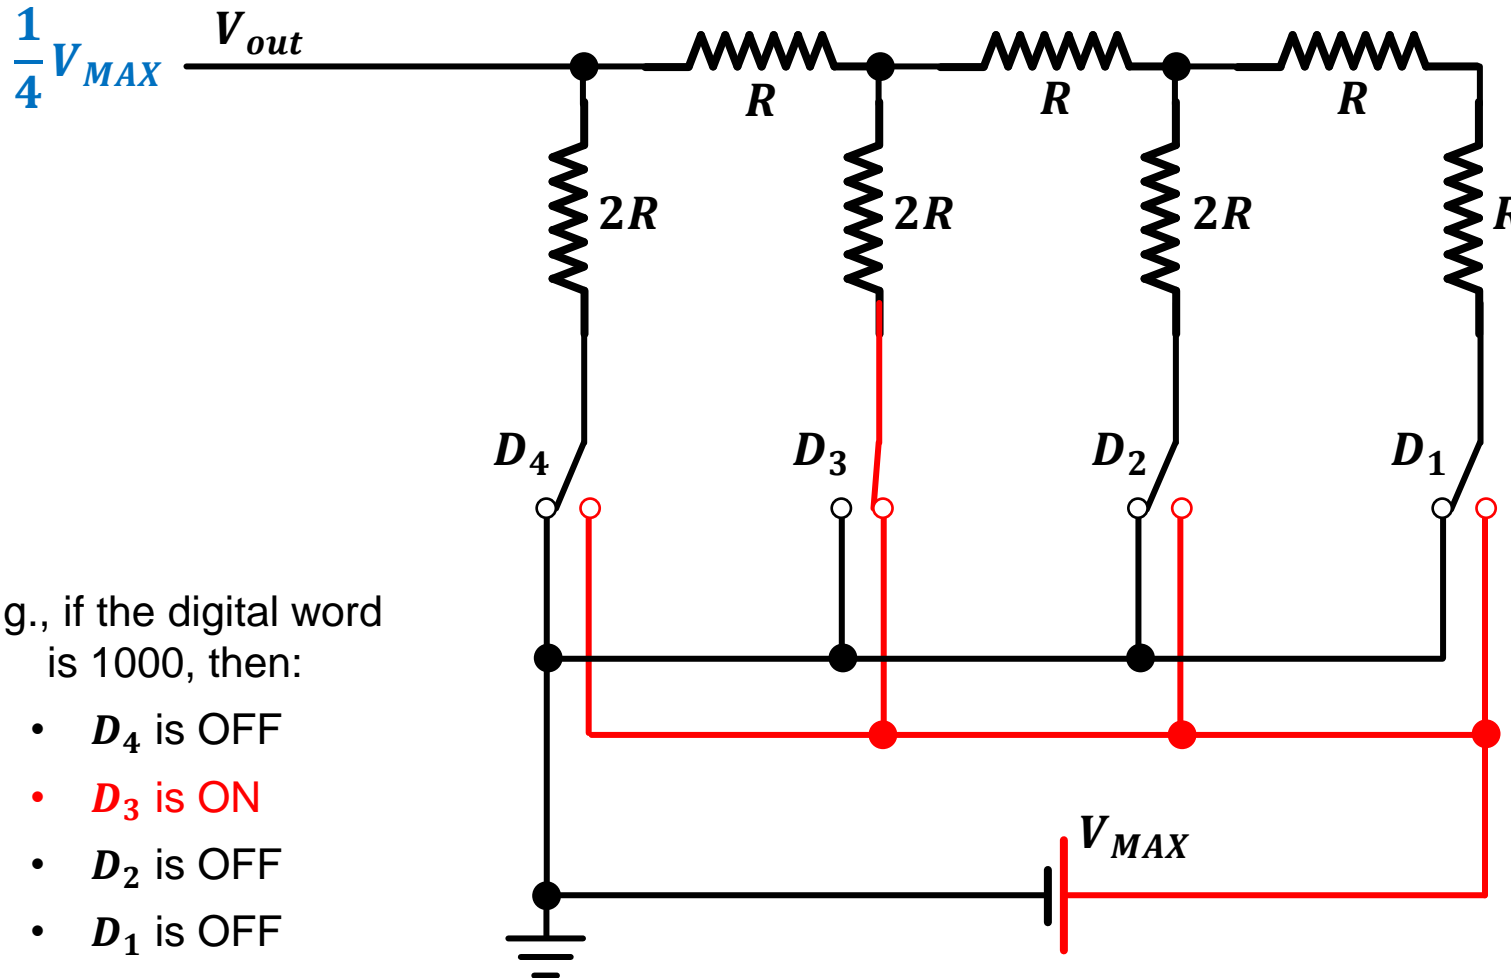 1/4 V_MAX V_out
R R R
2R 2R 2R R
D_4 D_3 D_2 D_1
g., if the digital word
is 1000, then:
• D_4 is OFF
• D_3 is ON
V_MAX
• D_2 is OFF
• D_1 is OFF